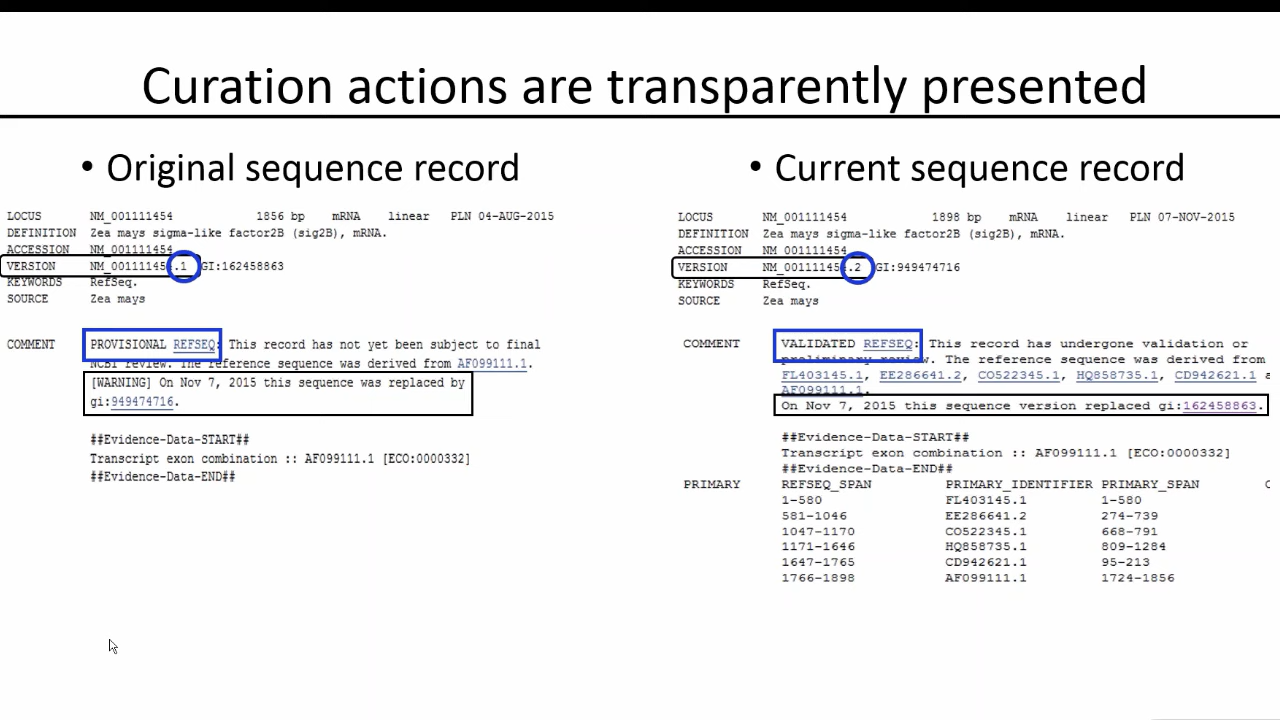 Curation actions are transparently presented
• Original sequence record
LOCUS NM_001111454 1856 bp mRNA linear PLN 04-AUG-2015
DEFINITION Zea mays sigma-like factor2B (sig2B), mRNA.
ACCESSION NM_001111454
VERSION NM_001111454.1 GI:162458863
KEYWORDS RefSeq.
SOURCE Zea mays
COMMENT PROVISIONAL REFSEQ: This record has not yet been subject to final
NCBI review. The reference sequence was derived from AF099111.1.
[WARNING] On Nov 7, 2015 this sequence was replaced by
gi:949474716.
##Evidence-Data-START##
Transcript exon combination :: AF099111.1 [ECO:0000332]
##Evidence-Data-END##
• Current sequence record
LOCUS NM_001111454 1898 bp mRNA linear PLN 07-NOV-2015
DEFINITION Zea mays sigma-like factor2B (sig2B), mRNA.
ACCESSION NM_001111454
VERSION NM_001111454.2 GI:949474716
KEYWORDS RefSeq.
SOURCE Zea mays
COMMENT VALIDATED REFSEQ: This record has undergone validation or
preliminary review. The reference sequence was derived from
FL403145.1, EE286641.2, CO522345.1, HQ858735.1, CD942621.1 a
AF099111.1.
On Nov 7, 2015 this sequence version replaced gi:162458863.
##Evidence-Data-START##
Transcript exon combination :: AF099111.1 [ECO:0000332]
##Evidence-Data-END##
PRIMARY REFSEQ_SPAN PRIMARY_IDENTIFIER PRIMARY_SPAN C
1-580 FL403145.1 1-580
581-1046 EE286641.2 274-739
1047-1170 CO522345.1 668-791
1171-1646 HQ858735.1 809-1284
1647-1765 CD942621.1 95-213
1766-1898 AF099111.1 1724-1856